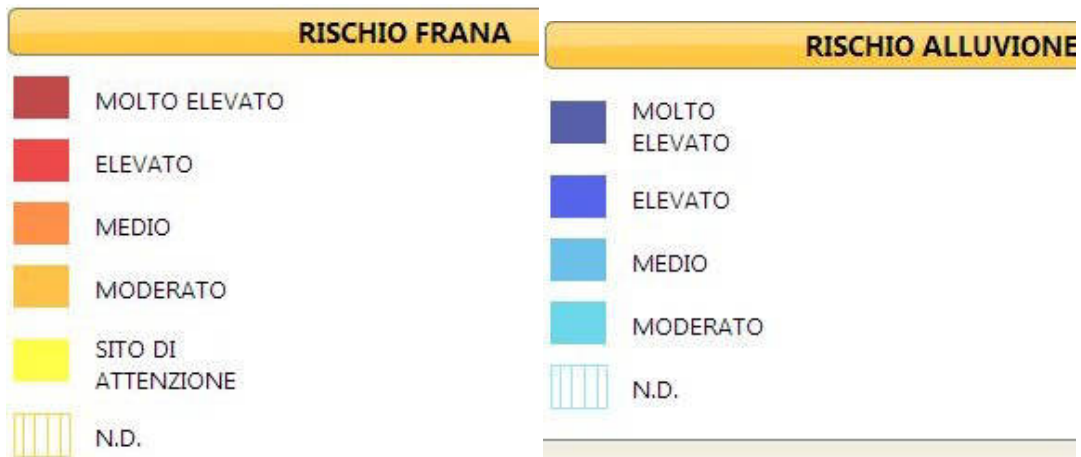 RISCHIO FRANA
MOLTO ELEVATO
ELEVATO
MEDIO
MODERATO
SITO DI
ATTENZIONE
N.D.
RISCHIO ALLUVIONE
MOLTO
ELEVATO
ELEVATO
MEDIO
MODERATO
N.D.